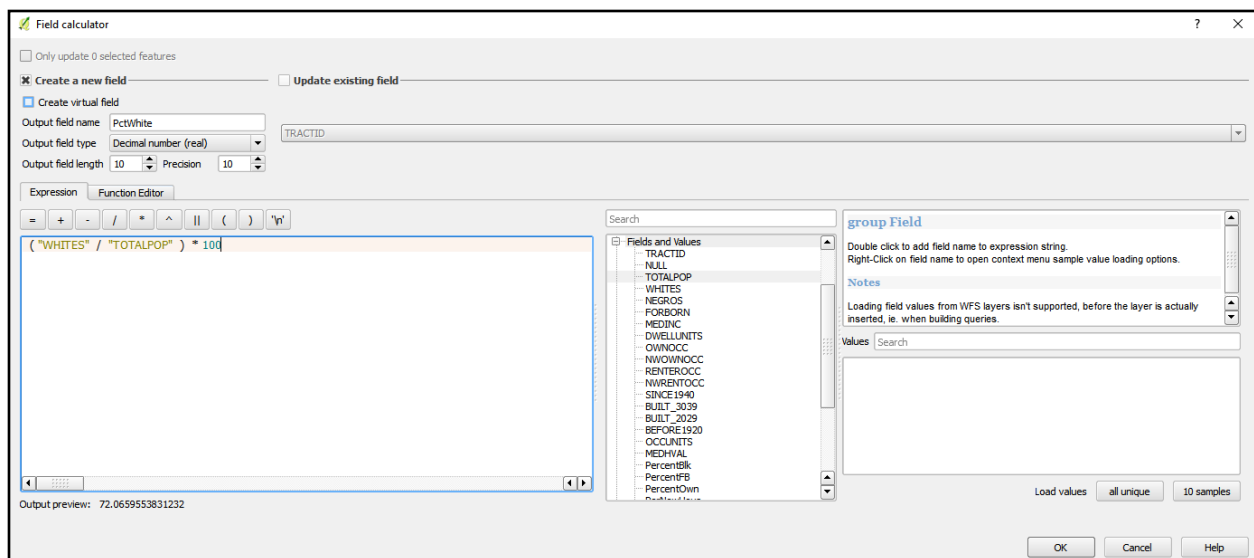 Field calculator
? X
Only update 0 selected features
Create a new field
Update existing field
Create virtual field
Output field name PctWhite
Output field type Decimal number (real)
TRACTID
Output field length 10 Precision 10
Expression Function Editor
= + - / * ^ || ( ) '\n'
( "WHITES" / "TOTALPOP" ) * 100
Output preview: 72.0659553831232
Search
Fields and Values
TRACTID
NULL
TOTALPOP
WHITES
NEGROS
FORBORN
MEDINC
DWELLUNITS
OWNOCC
NWOWNOCC
RENTEROCC
NWRENTOCC
SINCE1940
BUILT_3039
BUILT_2029
BEFORE1920
OCCUNITS
MEDHVAL
PercentBlk
PercentFB
PercentOwn
group Field
Double click to add field name to expression string.
Right-Click on field name to open context menu sample value loading options.
Notes
Loading field values from WFS layers isn't supported, before the layer is actually
inserted, ie. when building queries.
Values Search
Load values all unique 10 samples
OK Cancel Help